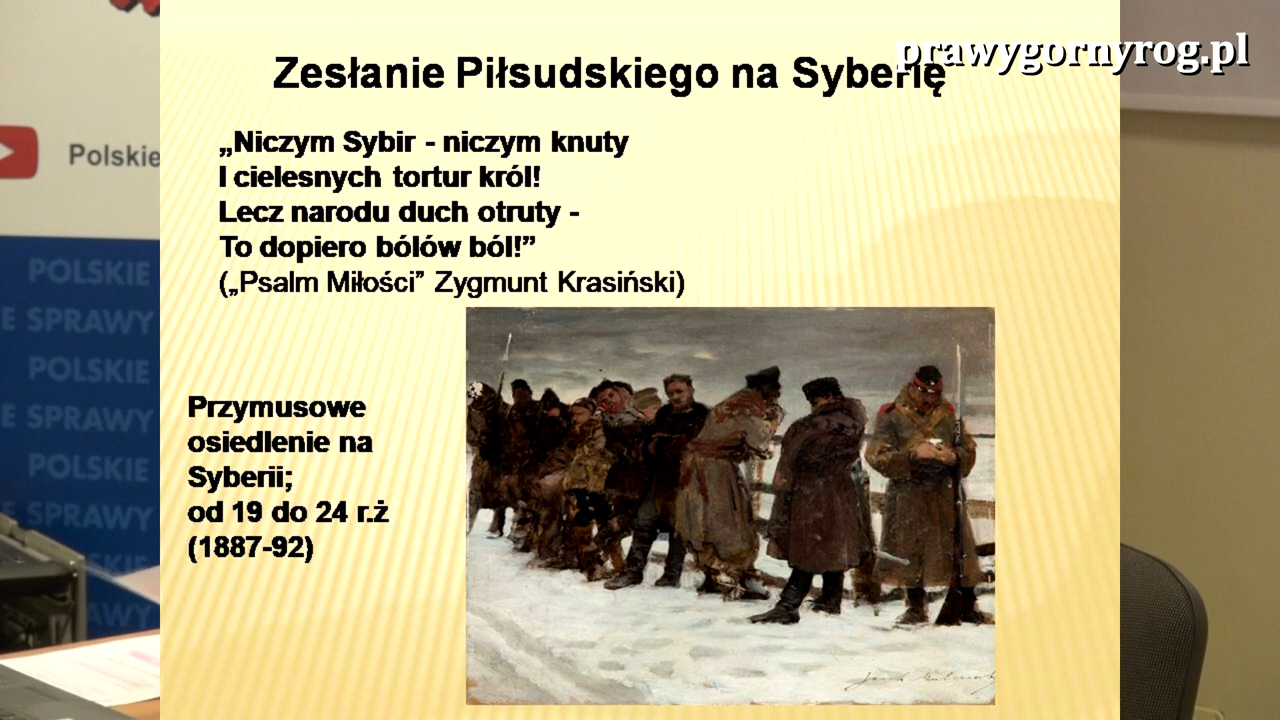 prawygornyrog.pl
Zesłanie Piłsudskiego na Syberię
„Niczym Sybir - niczym knuty
I cielesnych tortur król!
Lecz narodu duch otruty -
To dopiero bólów ból!”
(„Psalm Miłości” Zygmunt Krasiński)
Przymusowe
osiedlenie na
Syberii;
od 19 do 24 r.ż
(1887-92)
Polskie
POLSKIE
E SPRAWY
POLSKIE
E SPRAWY
POLSKIE
E SPRAWY